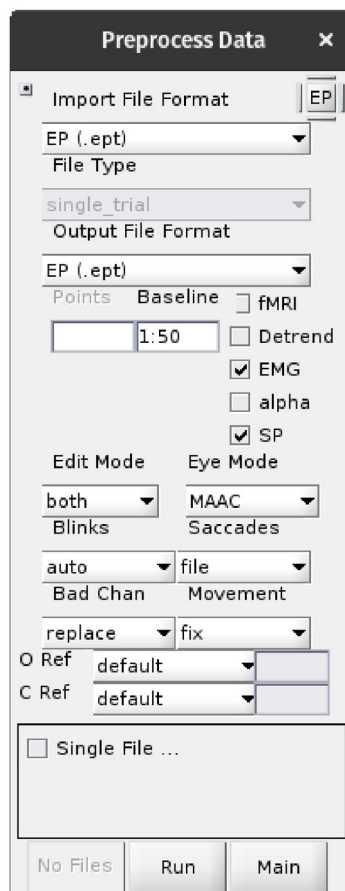 Preprocess Data ×
Import File Format EP
EP (.ept)
File Type
single_trial
Output File Format
EP (.ept)
Points Baseline fMRI
1:50 Detrend
EMG
alpha
SP
Edit Mode Eye Mode
both MAAC
Blinks Saccades
auto file
Bad Chan Movement
replace fix
O Ref default
C Ref default
Single File ...
No Files Run Main